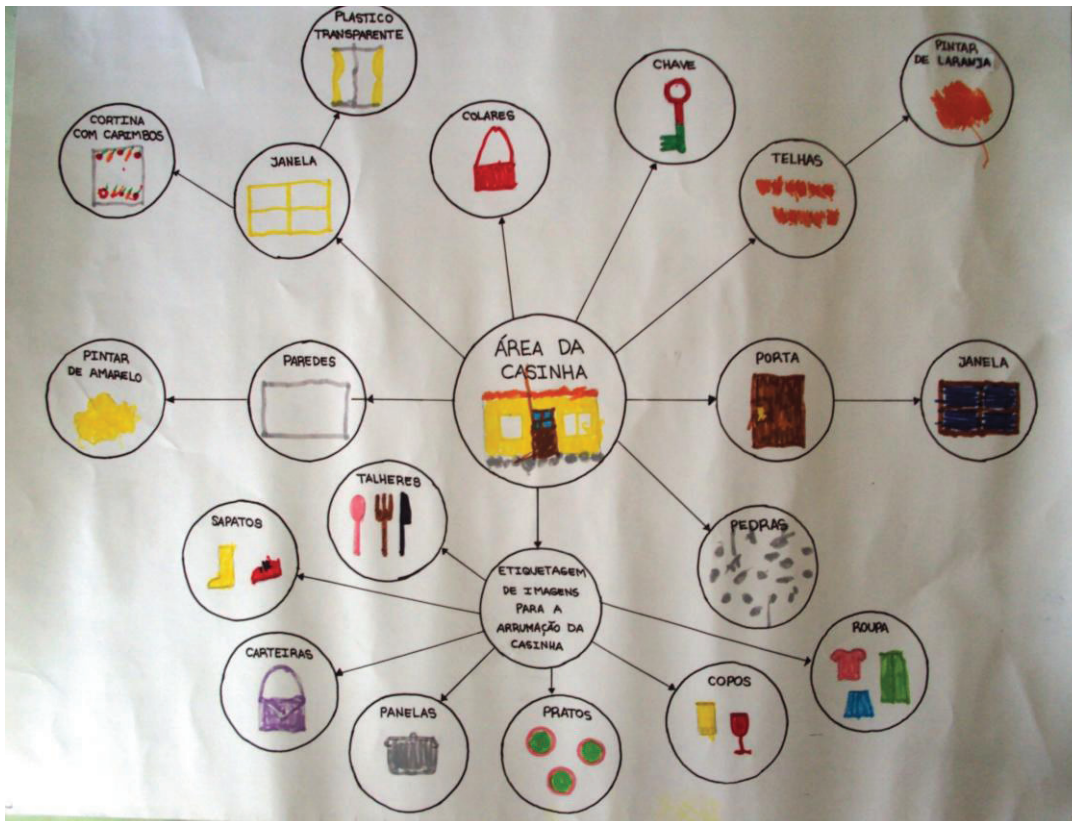 PLÁSTICO
TRANSPARENTE
CORTINA
COM CARIMBOS
JANELA
COLARES
CHAVE
PINTAR
DE LARANJA
TELHAS
ÁREA DA
CASINHA
PINTAR
DE AMARELO
PAREDES
PORTA
JANELA
TALHERES
SAPATOS
PEDRAS
ETIQUETAGEM
DE IMAGENS
PARA A
ARRUMAÇÃO DA
CASINHA
CARTEIRAS
PANELAS
PRATOS
COPOS
ROUPA